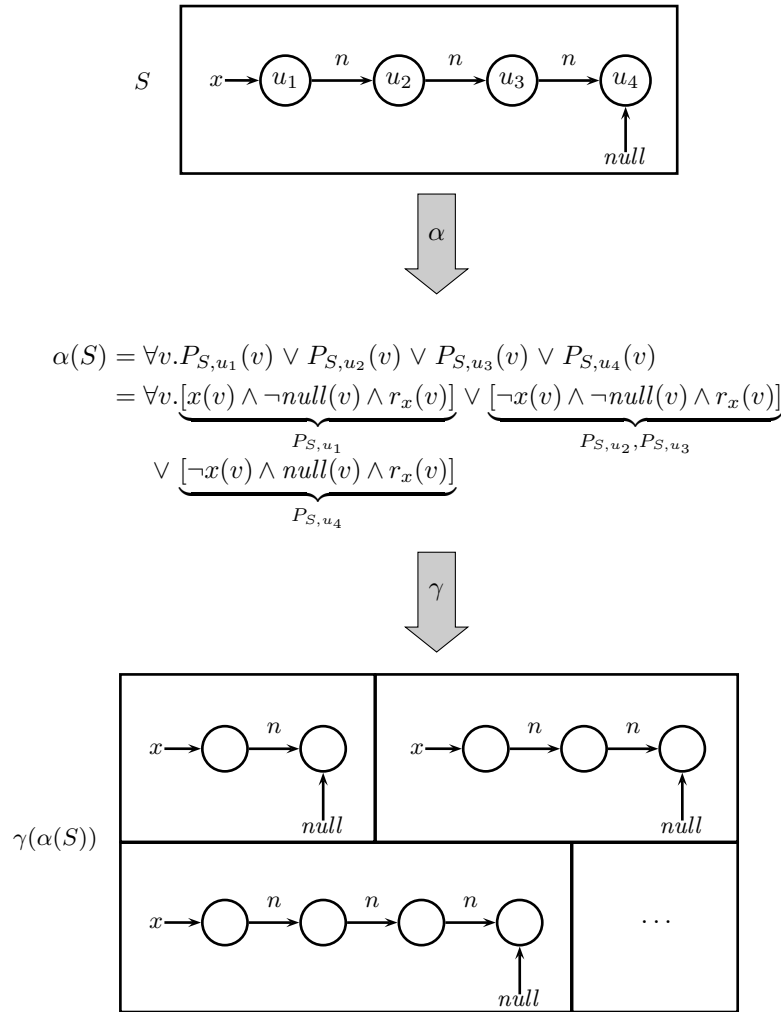 n n n
S x u₁ u₂ u₃ u₄
null
α
α(S) = ∀v.P_{S,u₁}(v) ∨ P_{S,u₂}(v) ∨ P_{S,u₃}(v) ∨ P_{S,u₄}(v)
= ∀v.[x(v) ∧ ¬null(v) ∧ r_x(v)] ∨ [¬x(v) ∧ ¬null(v) ∧ r_x(v)]
P_{S,u₁} P_{S,u₂},P_{S,u₃}
∨ [¬x(v) ∧ null(v) ∧ r_x(v)]
P_{S,u₄}
γ
n n n
x x
null null
γ(α(S))
n n n
x ···
null